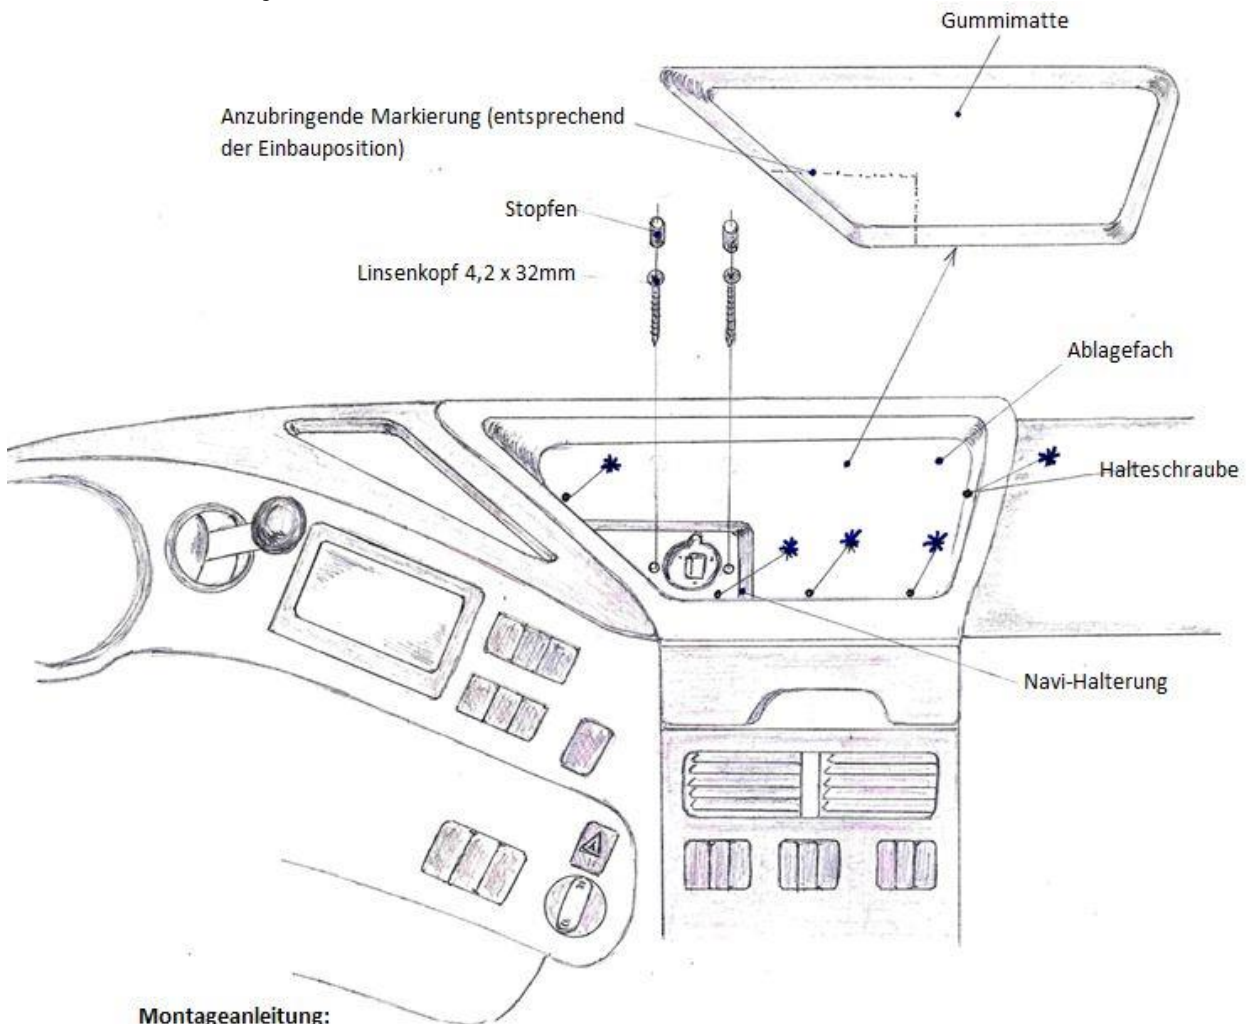 Gummimatte
Anzubringende Markierung (entsprechend
der Einbauposition)
Stopfen
Linsenkopf 4,2 x 32mm
Ablagefach
Halteschraube
Navi-Halterung
Montageanleitung: